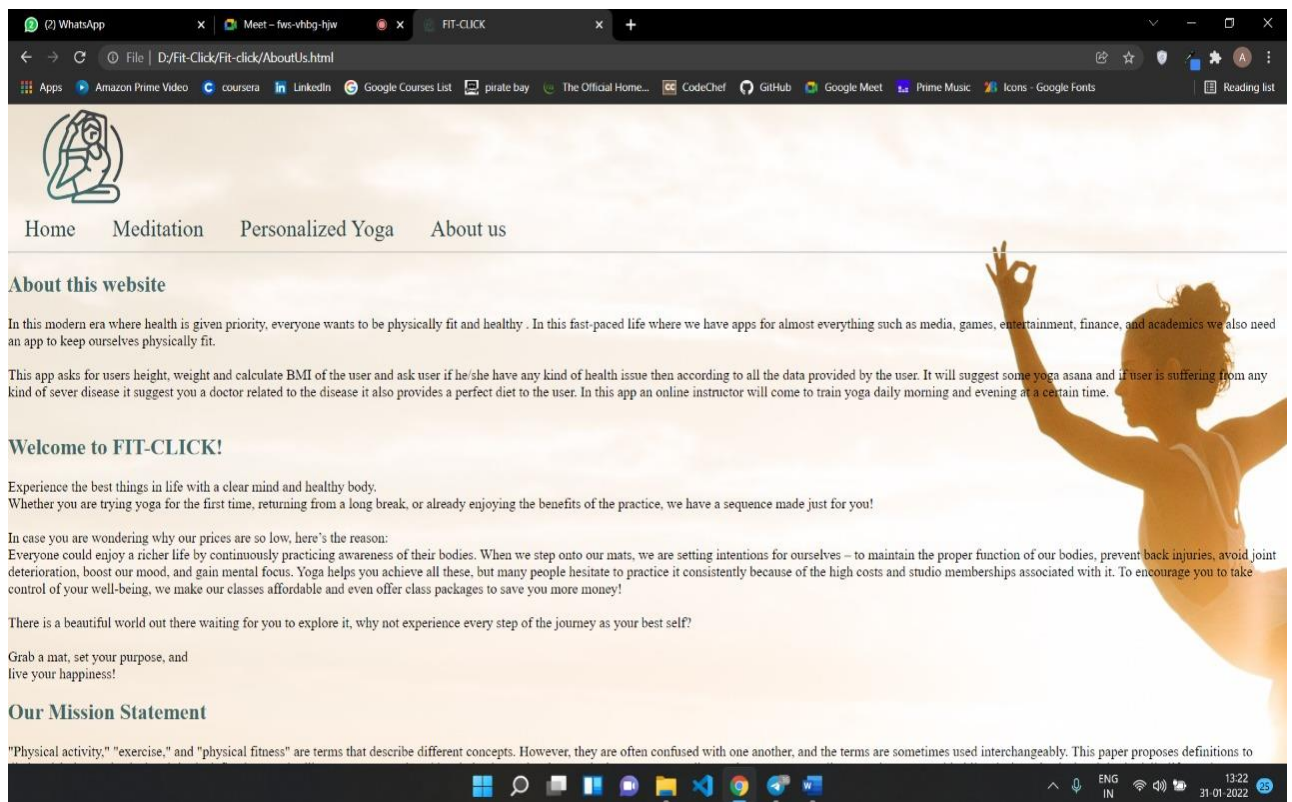 (2) WhatsApp
Meet – fws-vhbg-hjw
FIT-CLICK
File | D:/Fit-Click/Fit-click/AboutUs.html
A
Apps
Amazon Prime Video
coursera
LinkedIn
Google Courses List
pirate bay
The Official Home...
CodeChef
GitHub
Google Meet
Prime Music
Icons - Google Fonts
Reading list
Home
Meditation
Personalized Yoga
About us
About this website
In this modern era where health is given priority, everyone wants to be physically fit and healthy . In this fast-paced life where we have apps for almost everything such as media, games, entertainment, finance, and academics we also need
an app to keep ourselves physically fit.
This app asks for users height, weight and calculate BMI of the user and ask user if he/she have any kind of health issue then according to all the data provided by the user. It will suggest some yoga asana and if user is suffering from any
kind of sever disease it suggest you a doctor related to the disease it also provides a perfect diet to the user. In this app an online instructor will come to train yoga daily morning and evening at a certain time.
Welcome to FIT-CLICK!
Experience the best things in life with a clear mind and healthy body.
Whether you are trying yoga for the first time, returning from a long break, or already enjoying the benefits of the practice, we have a sequence made just for you!
In case you are wondering why our prices are so low, here's the reason:
Everyone could enjoy a richer life by continuously practicing awareness of their bodies. When we step onto our mats, we are setting intentions for ourselves – to maintain the proper function of our bodies, prevent back injuries, avoid joint
deterioration, boost our mood, and gain mental focus. Yoga helps you achieve all these, but many people hesitate to practice it consistently because of the high costs and studio memberships associated with it. To encourage you to take
control of your well-being, we make our classes affordable and even offer class packages to save you more money!
There is a beautiful world out there waiting for you to explore it, why not experience every step of the journey as your best self?
Grab a mat, set your purpose, and
live your happiness!
Our Mission Statement
"Physical activity," "exercise," and "physical fitness" are terms that describe different concepts. However, they are often confused with one another, and the terms are sometimes used interchangeably. This paper proposes definitions to
ENG
IN
13:22
31-01-2022
25